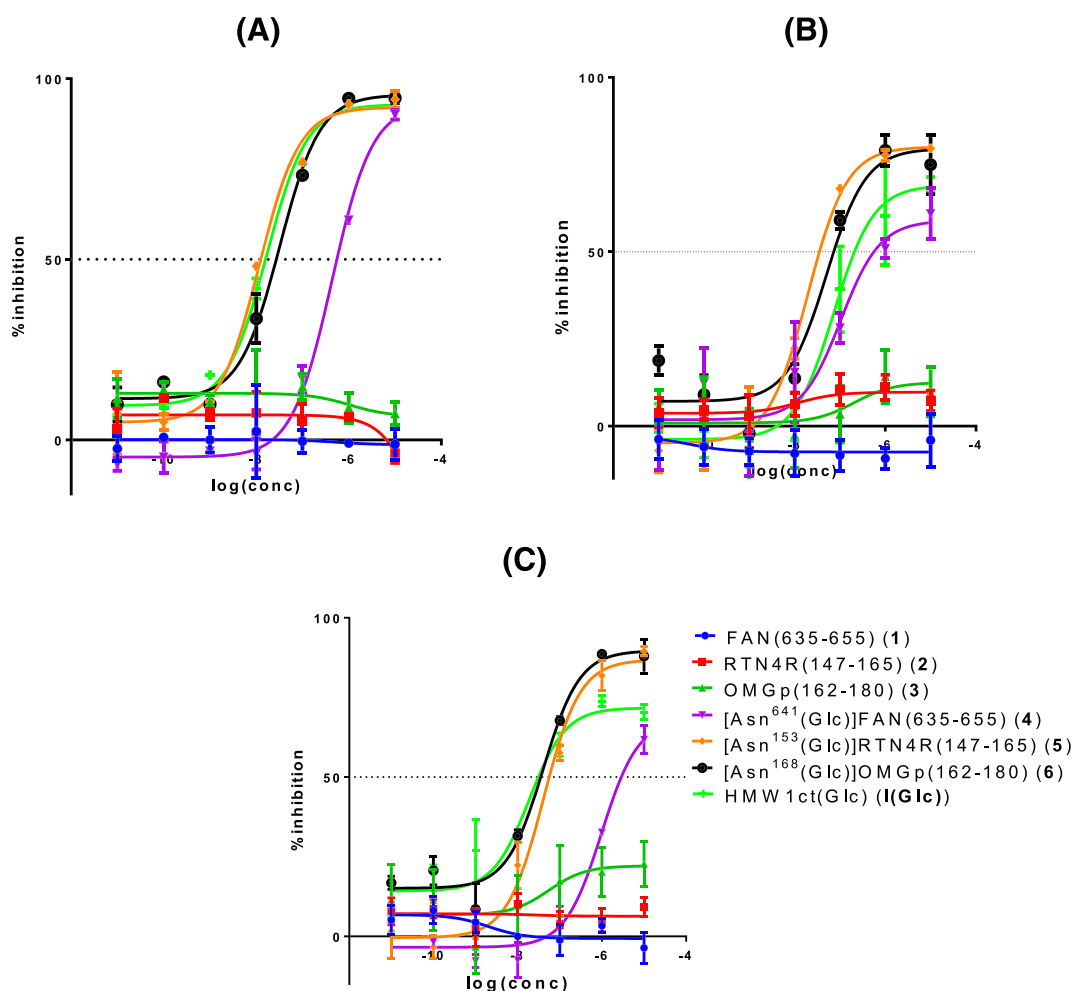 (A)
100
50
0
% inhibition
-10
-8
-6
-4
log(conc)
(B)
100
50
0
% inhibition
-8
-6
-4
log(conc)
(C)
100
50
0
% inhibition
-10
-8
-6
-4
log(conc)
FAN(635-655) (1)
RTN4R(147-165) (2)
OMGp(162-180) (3)
[Asn641(Glc)]FAN(635-655) (4)
[Asn153(Glc)]RTN4R(147-165) (5)
[Asn168(Glc)]OMGp(162-180) (6)
HMW1ct(Glc) (I(Glc))